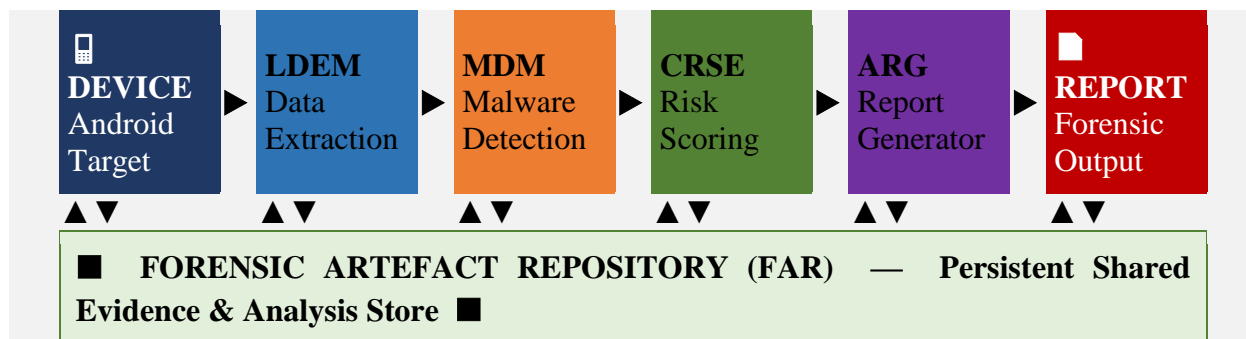 DEVICE
Android
Target
LDEM
Data
Extraction
MDM
Malware
Detection
CRSE
Risk
Scoring
ARG
Report
Generator
REPORT
Forensic
Output
FORENSIC ARTEFACT REPOSITORY (FAR) — Persistent Shared
Evidence & Analysis Store